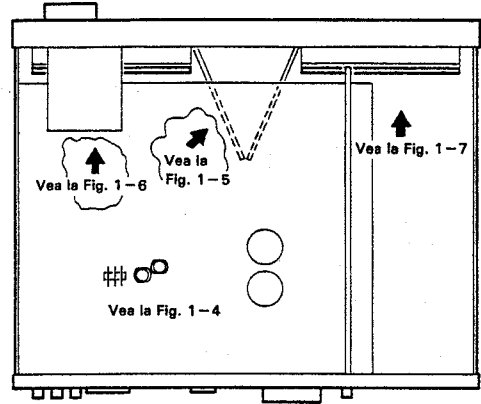 Vea la
Fig. 1-5
Vea la Fig. 1-7
Vea la Fig. 1-6
Vea la Fig. 1-4